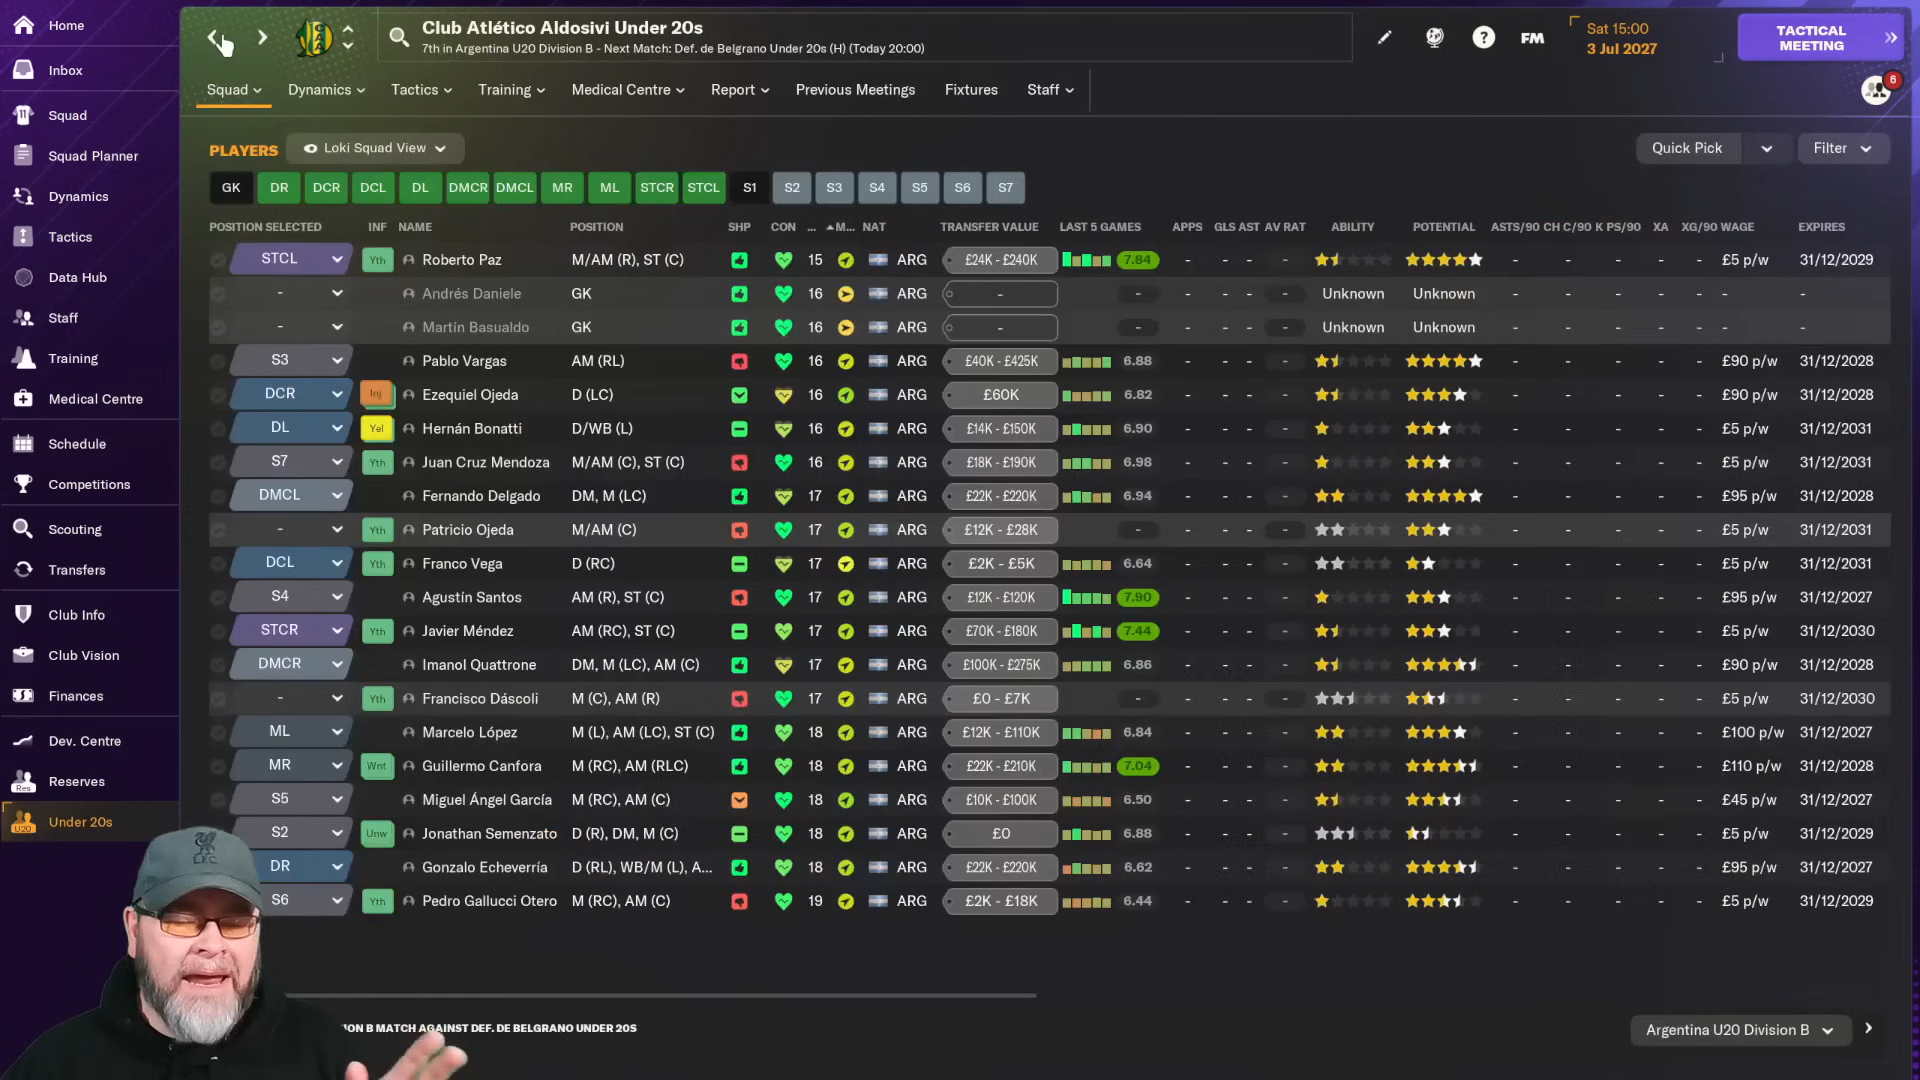 Home
Inbox
Squad
Squad Planner
Dynamics
Tactics
Data Hub
Staff
Training
Medical Centre
Schedule
Competitions
Scouting
Transfers
Club Info
Club Vision
Finances
Dev. Centre
Reserves
Under 20s
Club Atlético Aldosivi Under 20s
7th in Argentina U20 Division B - Next Match: Def. de Belgrano Under 20s (H) (Today 20:00)
FM
Sat 15:00
3 Jul 2027
TACTICAL MEETING
6
Squad Dynamics Tactics Training Medical Centre Report Previous Meetings Fixtures Staff
PLAYERS Loki Squad View Quick Pick Filter
GK DR DCR DCL DL DMCR DMCL MR ML STCR STCL S1 S2 S3 S4 S5 S6 S7
POSITION SELECTED INF NAME POSITION SHP CON ... M... NAT TRANSFER VALUE LAST 5 GAMES APPS GLS AST AV RAT ABILITY POTENTIAL ASTS/90 CH C/90 K PS/90 XA XG/90 WAGE EXPIRES
STCL Yth Roberto Paz M/AM (R), ST (C) 15 ARG £24K - £240K 7.84 - - - - - - - - - £5 p/w 31/12/2029
- Andrés Daniele GK 16 ARG - - - - - - Unknown Unknown - - - - - - -
- Martín Basualdo GK 16 ARG - - - - - - Unknown Unknown - - - - - - -
S3 Pablo Vargas AM (RL) 16 ARG £40K - £425K 6.88 - - - - - - - - - £90 p/w 31/12/2028
DCR Inj Ezequiel Ojeda D (LC) 16 ARG £60K 6.82 - - - - - - - - - £90 p/w 31/12/2028
DL Yel Hernán Bonatti D/WB (L) 16 ARG £14K - £150K 6.90 - - - - - - - - - £5 p/w 31/12/2031
S7 Yth Juan Cruz Mendoza M/AM (C), ST (C) 16 ARG £18K - £190K 6.98 - - - - - - - - - £5 p/w 31/12/2031
DMCL Fernando Delgado DM, M (LC) 17 ARG £22K - £220K 6.94 - - - - - - - - - £95 p/w 31/12/2028
- Yth Patricio Ojeda M/AM (C) 17 ARG £12K - £28K - - - - - - - - - - £5 p/w 31/12/2031
DCL Yth Franco Vega D (RC) 17 ARG £2K - £5K 6.64 - - - - - - - - - £5 p/w 31/12/2031
S4 Agustín Santos AM (R), ST (C) 17 ARG £12K - £120K 7.90 - - - - - - - - - £95 p/w 31/12/2027
STCR Yth Javier Méndez AM (RC), ST (C) 17 ARG £70K - £180K 7.44 - - - - - - - - - £5 p/w 31/12/2030
DMCR Imanol Quattrone DM, M (LC), AM (C) 17 ARG £100K - £275K 6.86 - - - - - - - - - £90 p/w 31/12/2028
- Yth Francisco Dáscoli M (C), AM (R) 17 ARG £0 - £7K - - - - - - - - - - £5 p/w 31/12/2030
ML Marcelo López M (L), AM (LC), ST (C) 18 ARG £12K - £110K 6.84 - - - - - - - - - £100 p/w 31/12/2027
MR Wnt Guillermo Canfora M (RC), AM (RLC) 18 ARG £22K - £210K 7.04 - - - - - - - - - £110 p/w 31/12/2028
S5 Miguel Ángel García M (RC), AM (C) 18 ARG £10K - £100K 6.50 - - - - - - - - - £45 p/w 31/12/2027
S2 Unw Jonathan Semenzato D (R), DM, M (C) 18 ARG £0 6.88 - - - - - - - - - £5 p/w 31/12/2029
DR Gonzalo Echeverría D (RL), WB/M (L), A... 18 ARG £22K - £220K 6.62 - - - - - - - - - £95 p/w 31/12/2027
S6 Yth Pedro Gallucci Otero M (RC), AM (C) 19 ARG £2K - £18K 6.44 - - - - - - - - - £5 p/w 31/12/2029
ION B MATCH AGAINST DEF. DE BELGRANO UNDER 20S
Argentina U20 Division B
L.F.C.